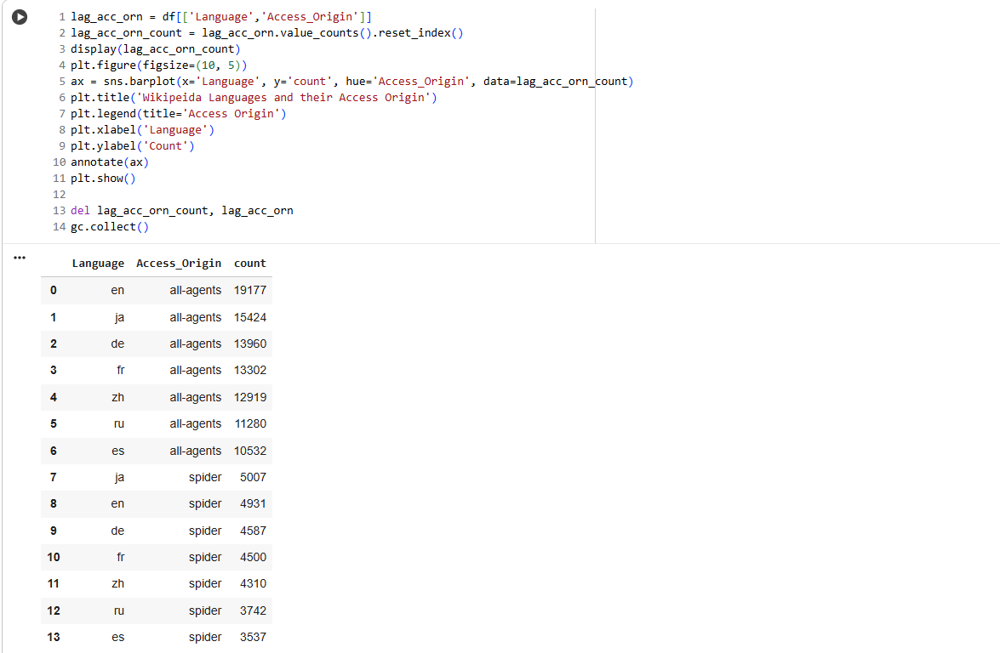 1 lag_acc_orn = df[['Language','Access_Origin']]
2 lag_acc_orn_count = lag_acc_orn.value_counts().reset_index()
3 display(lag_acc_orn_count)
4 plt.figure(figsize=(10, 5))
5 ax = sns.barplot(x='Language', y='count', hue='Access_Origin', data=lag_acc_orn_count)
6 plt.title('Wikipeida Languages and their Access Origin')
7 plt.legend(title='Access Origin')
8 plt.xlabel('Language')
9 plt.ylabel('Count')
10 annotate(ax)
11 plt.show()
12
13 del lag_acc_orn_count, lag_acc_orn
14 gc.collect()
Language Access_Origin count
0 en all-agents 19177
1 ja all-agents 15424
2 de all-agents 13960
3 fr all-agents 13302
4 zh all-agents 12919
5 ru all-agents 11280
6 es all-agents 10532
7 ja spider 5007
8 en spider 4931
9 de spider 4587
10 fr spider 4500
11 zh spider 4310
12 ru spider 3742
13 es spider 3537